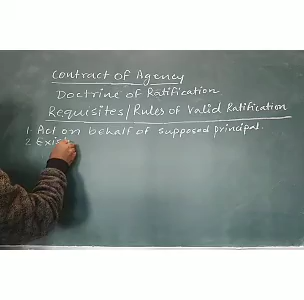 Contract of Agency
Doctrine of Ratification
Requisites/Rules of Valid Ratification
1. Act on behalf of supposed principal.
2. Exist